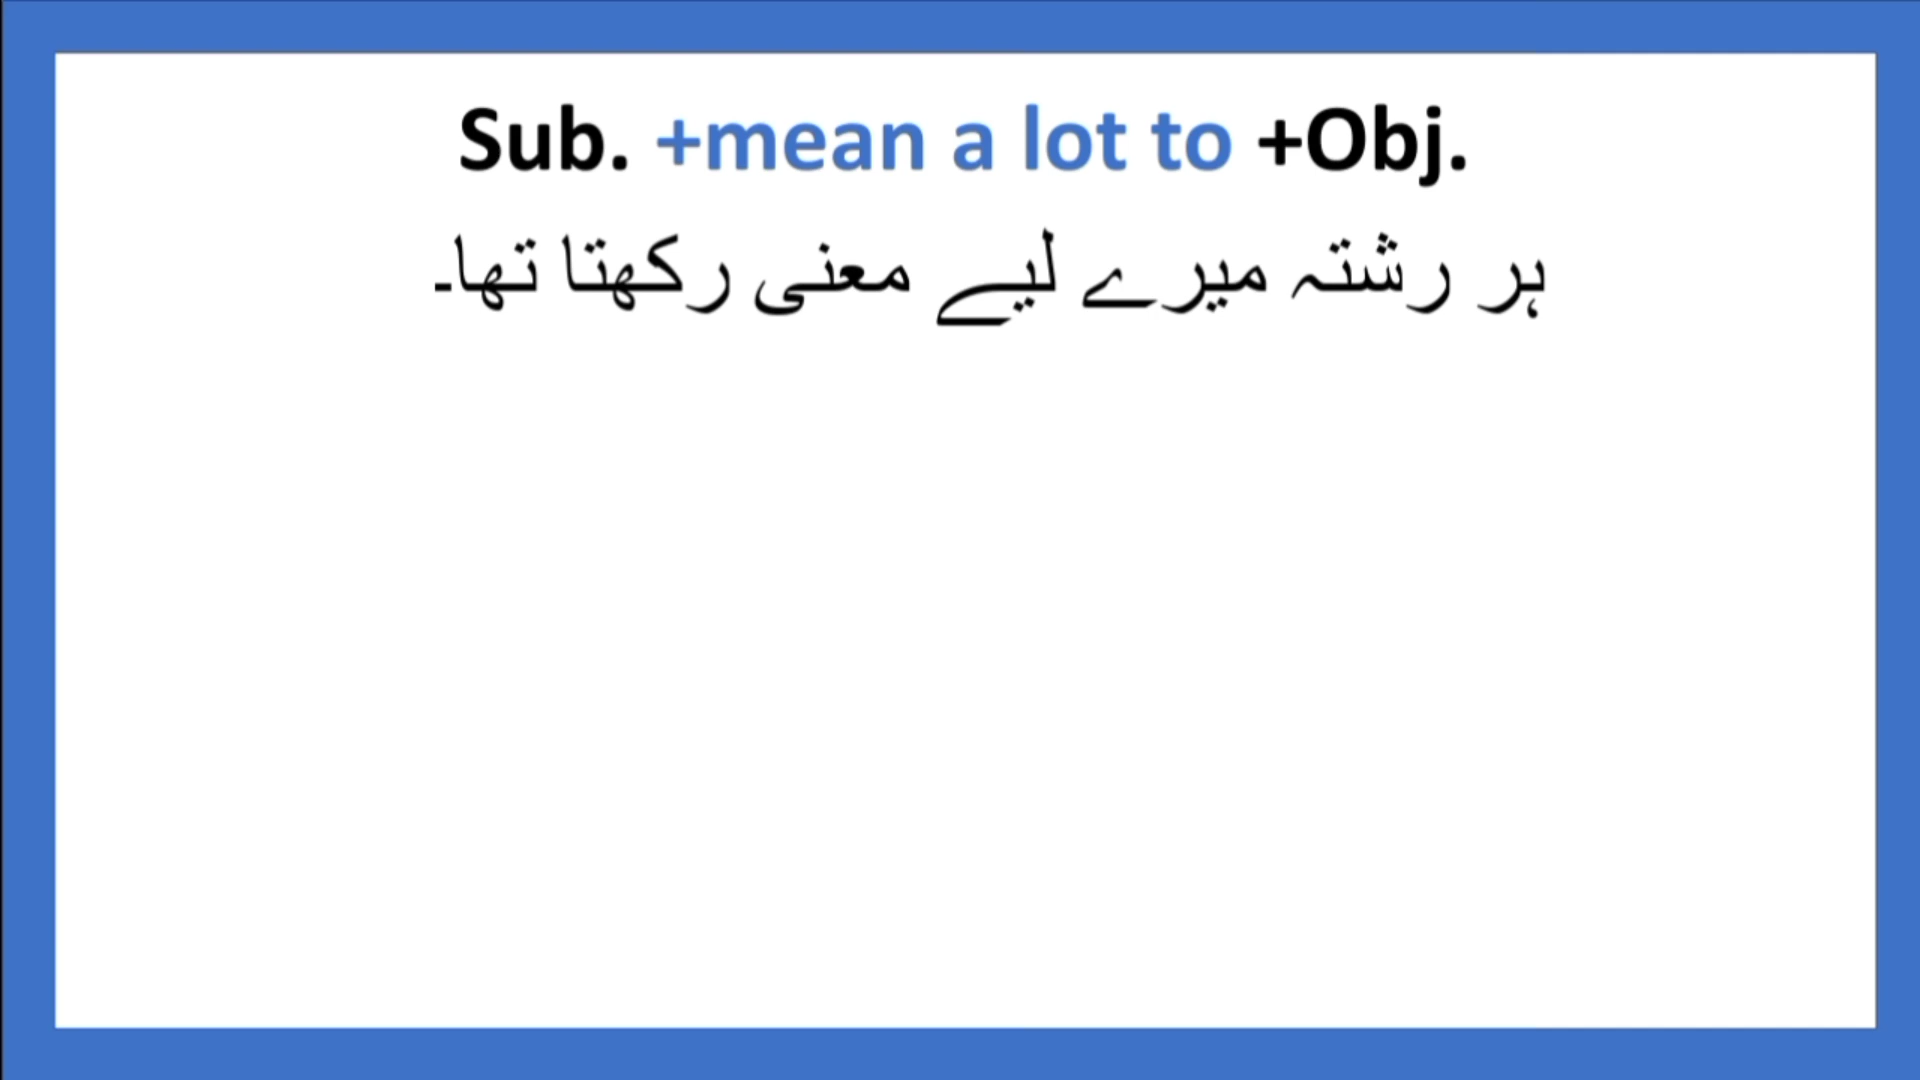 Sub. +mean a lot to +Obj.
ہر رشتہ میرے لیے معنی رکھتا تھا۔